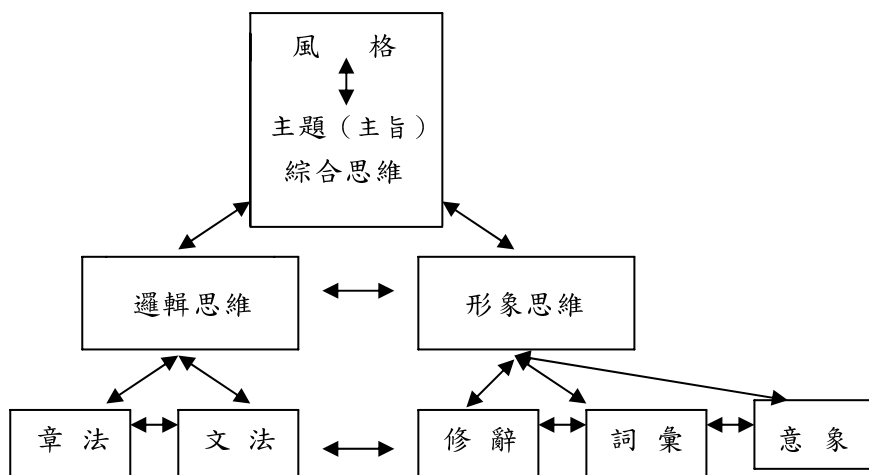 風 格
主題（主旨）
綜合思維
邏輯思維
形象思維
章 法
文 法
修 辭
詞 彙
意 象